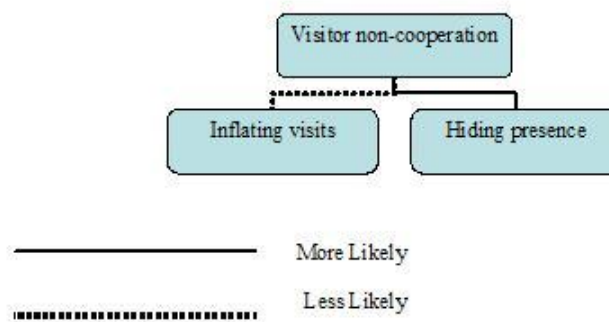 Visitor non-cooperation
Inflating visits
Hiding presence
More Likely
Less Likely